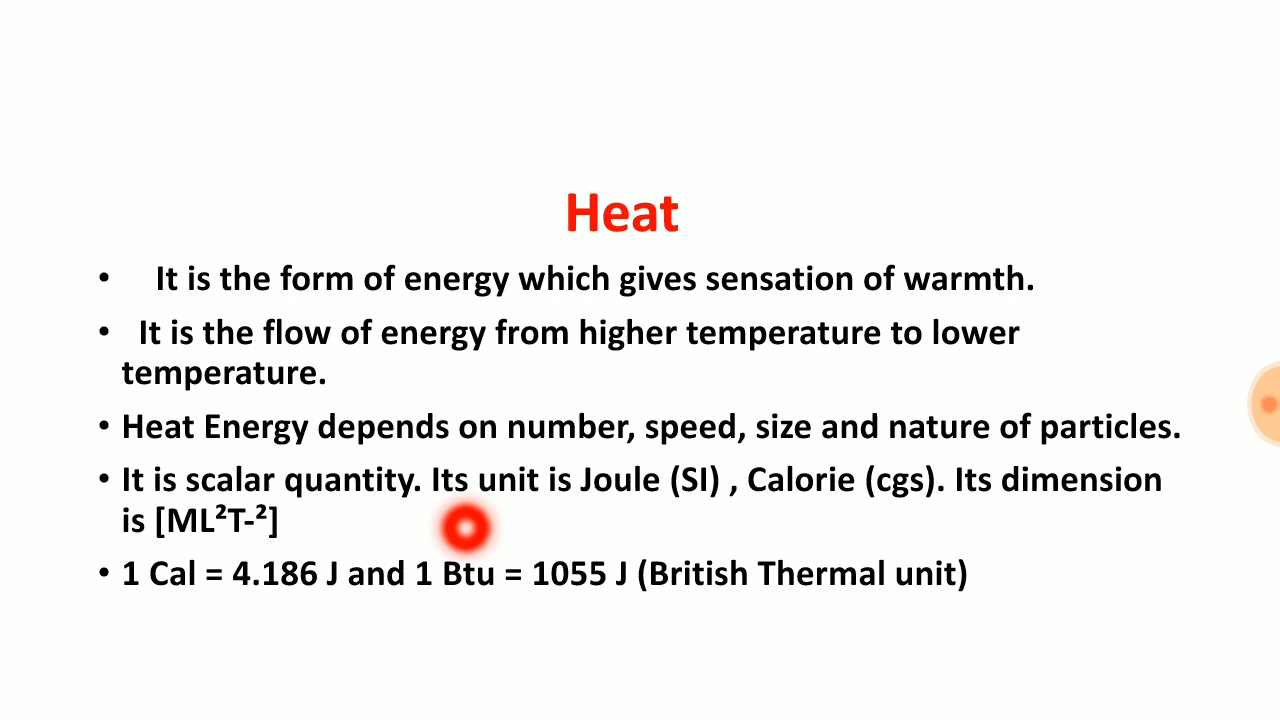 Heat
• It is the form of energy which gives sensation of warmth.
• It is the flow of energy from higher temperature to lower
temperature.
• Heat Energy depends on number, speed, size and nature of particles.
• It is scalar quantity. Its unit is Joule (SI) , Calorie (cgs). Its dimension
is [ML²T-²]
• 1 Cal = 4.186 J and 1 Btu = 1055 J (British Thermal unit)